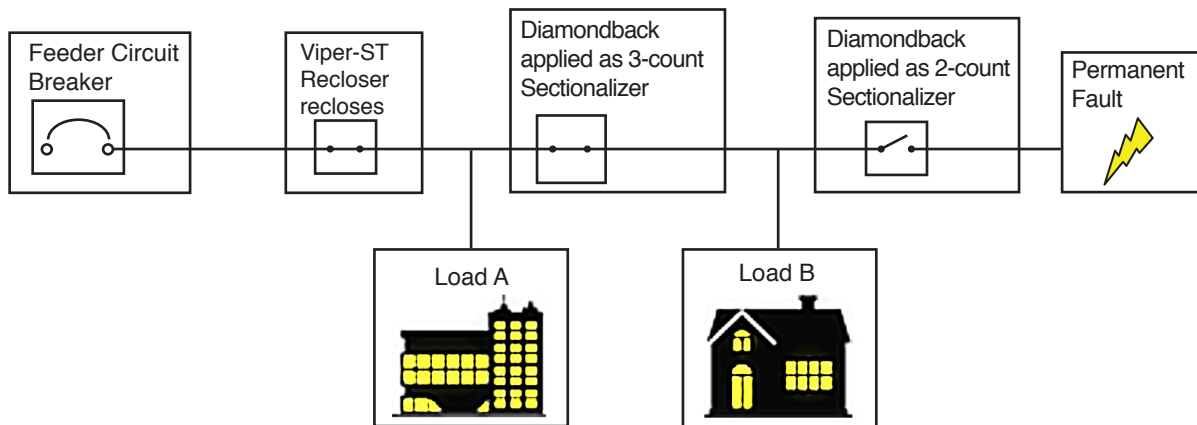 Feeder Circuit
Breaker
Viper-ST
Recloser
recloses
Diamondback
applied as 3-count
Sectionalizer
Diamondback
applied as 2-count
Sectionalizer
Permanent
Fault
Load A
Load B